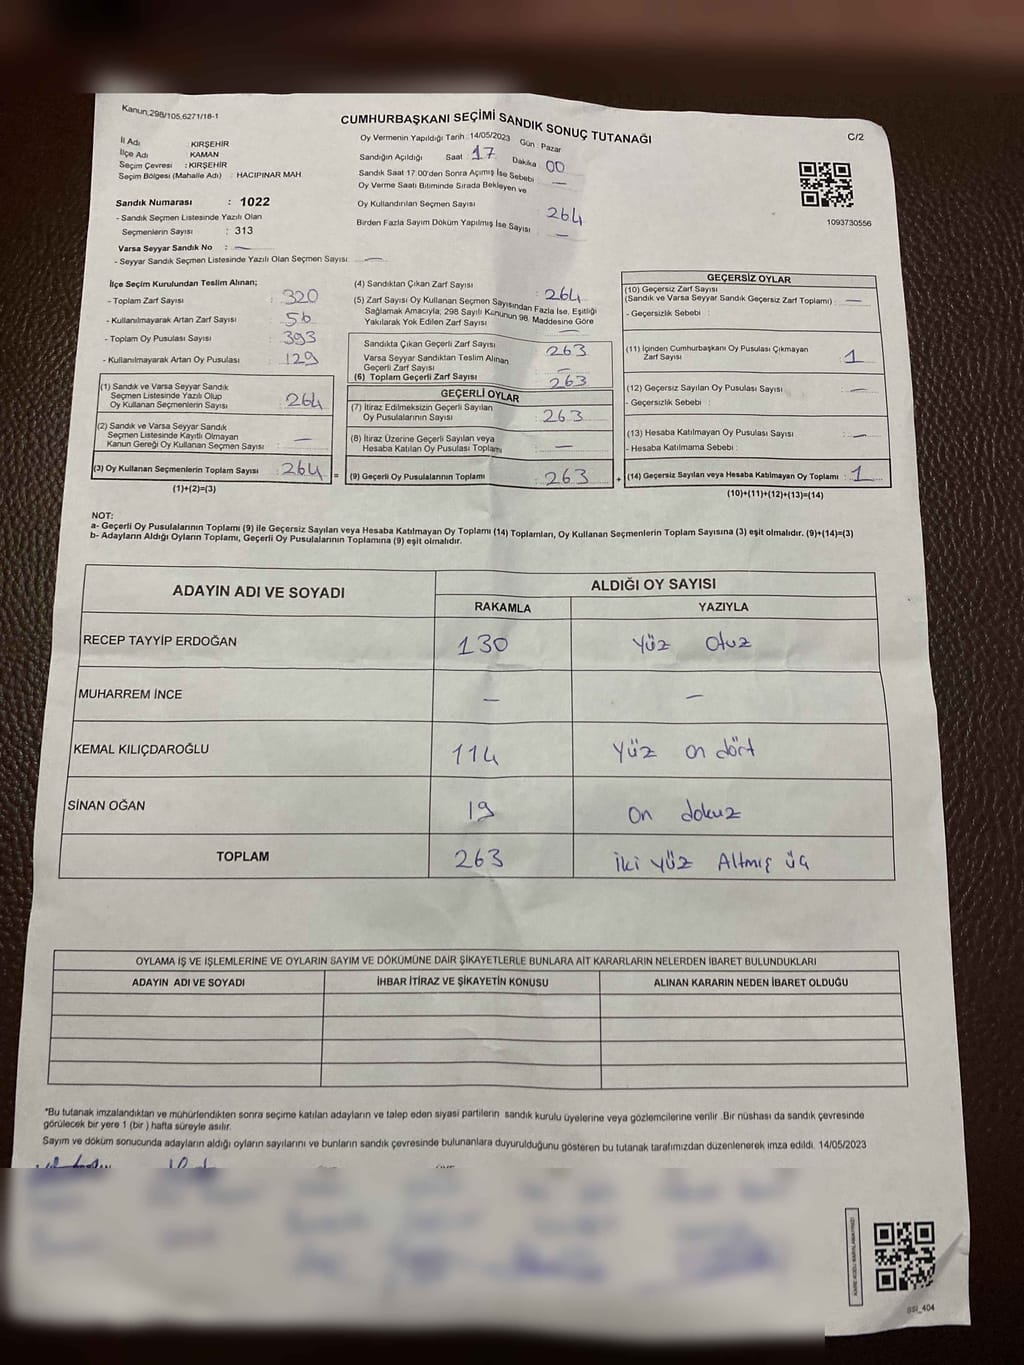 Kanun.298/105.6271/18-1
CUMHURBAŞKANI SEÇİMİ SANDIK SONUÇ TUTANAĞI
C/2
İl Adı KIRŞEHİR
İlçe Adı KAMAN
Seçim Çevresi : KIRŞEHİR
Seçim Bölgesi (Mahalle Adı) : HACIPINAR MAH.
Sandık Numarası : 1022
- Sandık Seçmen Listesinde Yazılı Olan
Seçmenlerin Sayısı : 313
Varsa Seyyar Sandık No : —
- Seyyar Sandık Seçmen Listesinde Yazılı Olan Seçmen Sayısı: —
Oy Vermenin Yapıldığı Tarih 14/05/2023 Gün : Pazar
Sandığın Açıldığı Saat 17 Dakika 00
Sandık Saat 17:00'den Sonra Açımış İse Sebebi —
Oy Verme Saati Bitiminde Sırada Bekleyen ve
Oy Kullandırılan Seçmen Sayısı 264
Birden Fazla Sayım Döküm Yapılmış İse Sayısı —
1093730556
İlçe Seçim Kurulundan Teslim Alınan;
- Toplam Zarf Sayısı : 320
- Kullanılmayarak Artan Zarf Sayısı : 56
- Toplam Oy Pusulası Sayısı : 393
- Kullanılmayarak Artan Oy Pusulası : 129
(1) Sandık ve Varsa Seyyar Sandık
Seçmen Listesinde Yazılı Olup
Oy Kullanan Seçmenlerin Sayısı : 264
(2) Sandık ve Varsa Seyyar Sandık
Seçmen Listesinde Kayıtlı Olmayan
Kanun Gereği Oy Kullanan Seçmen Sayısı : —
(3) Oy Kullanan Seçmenlerin Toplam Sayısı : 264 =
(1)+(2)=(3)
(4) Sandıktan Çıkan Zarf Sayısı : 264
(5) Zarf Sayısı Oy Kullanan Seçmen Sayısından Fazla İse, Eşitliği
Sağlamak Amacıyla; 298 Sayılı Kanunun 98. Maddesine Göre
Yakılarak Yok Edilen Zarf Sayısı —
Sandıkta Çıkan Geçerli Zarf Sayısı 263
Varsa Seyyar Sandıktan Teslim Alınan
Geçerli Zarf Sayısı —
(6) Toplam Geçerli Zarf Sayısı 263
GEÇERLİ OYLAR
(7) İtiraz Edilmeksizin Geçerli Sayılan
Oy Pusulalarının Sayısı : 263
(8) İtiraz Üzerine Geçerli Sayılan veya
Hesaba Katılan Oy Pusulası Toplamı : —
(9) Geçerli Oy Pusulalarının Toplamı : 263 +
GEÇERSİZ OYLAR
(10) Geçersiz Zarf Sayısı
(Sandık ve Varsa Seyyar Sandık Geçersiz Zarf Toplamı) : —
- Geçersizlik Sebebi :
(11) İçinden Cumhurbaşkanı Oy Pusulası Çıkmayan
Zarf Sayısı : 1
(12) Geçersiz Sayılan Oy Pusulası Sayısı : —
- Geçersizlik Sebebi :
(13) Hesaba Katılmayan Oy Pusulası Sayısı : —
- Hesaba Katılmama Sebebi :
(14) Geçersiz Sayılan veya Hesaba Katılmayan Oy Toplamı : 1
(10)+(11)+(12)+(13)=(14)
NOT:
a- Geçerli Oy Pusulalarının Toplamı (9) ile Geçersiz Sayılan veya Hesaba Katılmayan Oy Toplamı (14) Toplamları, Oy Kullanan Seçmenlerin Toplam Sayısına (3) eşit olmalıdır. (9)+(14)=(3)
b- Adayların Aldığı Oyların Toplamı, Geçerli Oy Pusulalarının Toplamına (9) eşit olmalıdır.
ADAYIN ADI VE SOYADI ALDIĞI OY SAYISI
RAKAMLA YAZIYLA
RECEP TAYYİP ERDOĞAN 130 Yüz Otuz
MUHARREM İNCE — —
KEMAL KILIÇDAROĞLU 114 Yüz on dört
SİNAN OĞAN 19 on dokuz
TOPLAM 263 iki yüz Altmış üç
OYLAMA İŞ VE İŞLEMLERİNE VE OYLARIN SAYIM VE DÖKÜMÜNE DAİR ŞİKAYETLERLE BUNLARA AİT KARARLARIN NELERDEN İBARET BULUNDUKLARI
ADAYIN ADI VE SOYADI İHBAR İTİRAZ VE ŞİKAYETİN KONUSU ALINAN KARARIN NEDEN İBARET OLDUĞU
*Bu tutanak imzalandıktan ve mühürlendikten sonra seçime katılan adayların ve talep eden siyasi partilerin sandık kurulu üyelerine veya gözlemcilerine verilir .Bir nüshası da sandık çevresinde
görülecek bir yere 1 (bir ) hafta süreyle asılır.
Sayım ve döküm sonucunda adayların aldığı oyların sayılarını ve bunların sandık çevresinde bulunanlara duyurulduğunu gösteren bu tutanak tarafımızdan düzenlenerek imza edildi. 14/05/2023
404